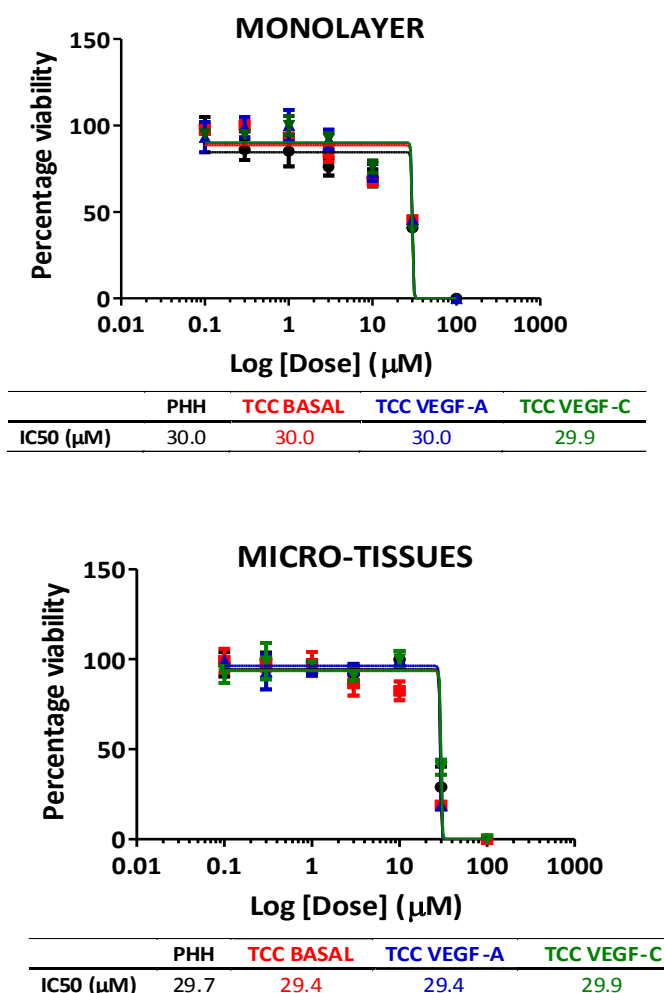 MONOLAYER
150
100
50
0
Percentage viability
0.01 0.1 1 10 100 1000
Log [Dose] (μM)
PHH TCC BASAL TCC VEGF-A TCC VEGF-C
IC50 (μM) 30.0 30.0 30.0 29.9
MICRO-TISSUES
150
100
50
0
Percentage viability
0.01 0.1 1 10 100 1000
Log [Dose] (μM)
PHH TCC BASAL TCC VEGF-A TCC VEGF-C
IC50 (μM) 29.7 29.4 29.4 29.9